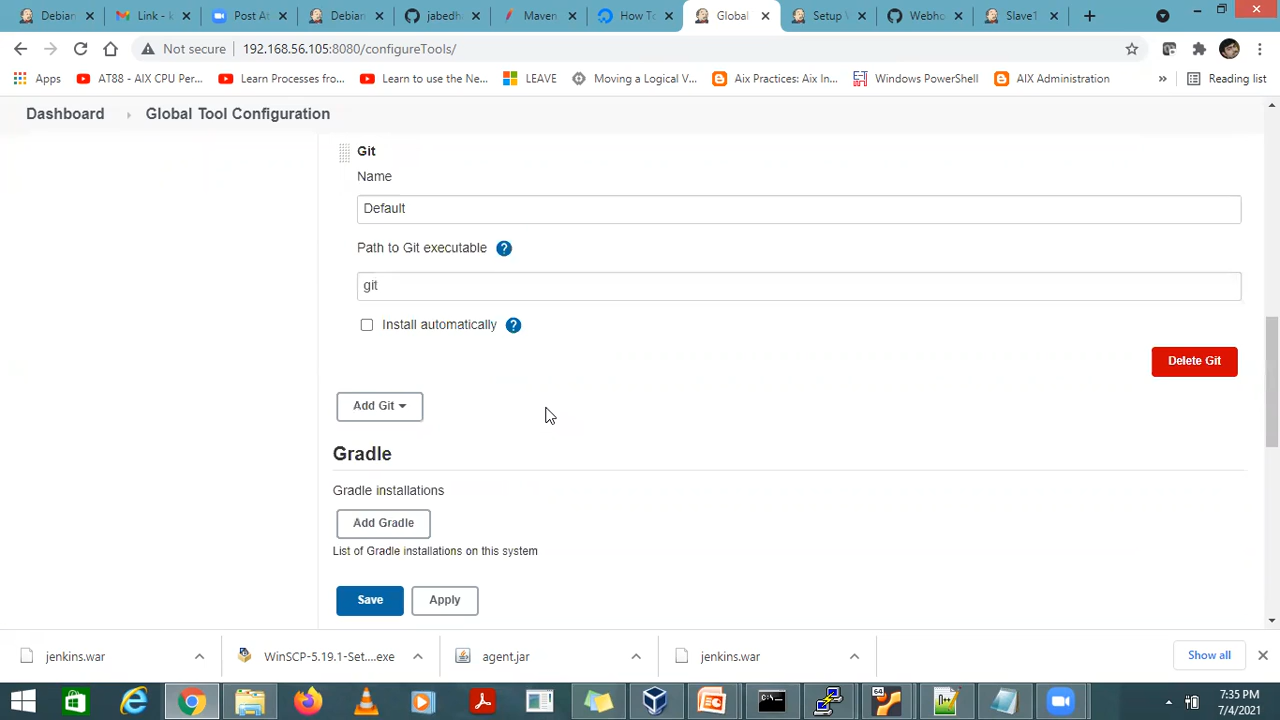 Debian
Link - k
Post At
Debian
jabedh
Maven
How To
Global
Setup
Webho
Slave1
Not secure 192.168.56.105:8080/configureTools/
Apps
AT88 - AIX CPU Per...
Learn Processes fro...
Learn to use the Ne...
LEAVE
Moving a Logical V...
Aix Practices: Aix In...
Windows PowerShell
AIX Administration
»
Reading list
Dashboard
Global Tool Configuration
Git
Name
Default
Path to Git executable ?
git
Install automatically ?
Delete Git
Add Git
Gradle
Gradle installations
Add Gradle
List of Gradle installations on this system
Save
Apply
jenkins.war
WinSCP-5.19.1-Set....exe
agent.jar
jenkins.war
Show all
64
7:35 PM
7/4/2021